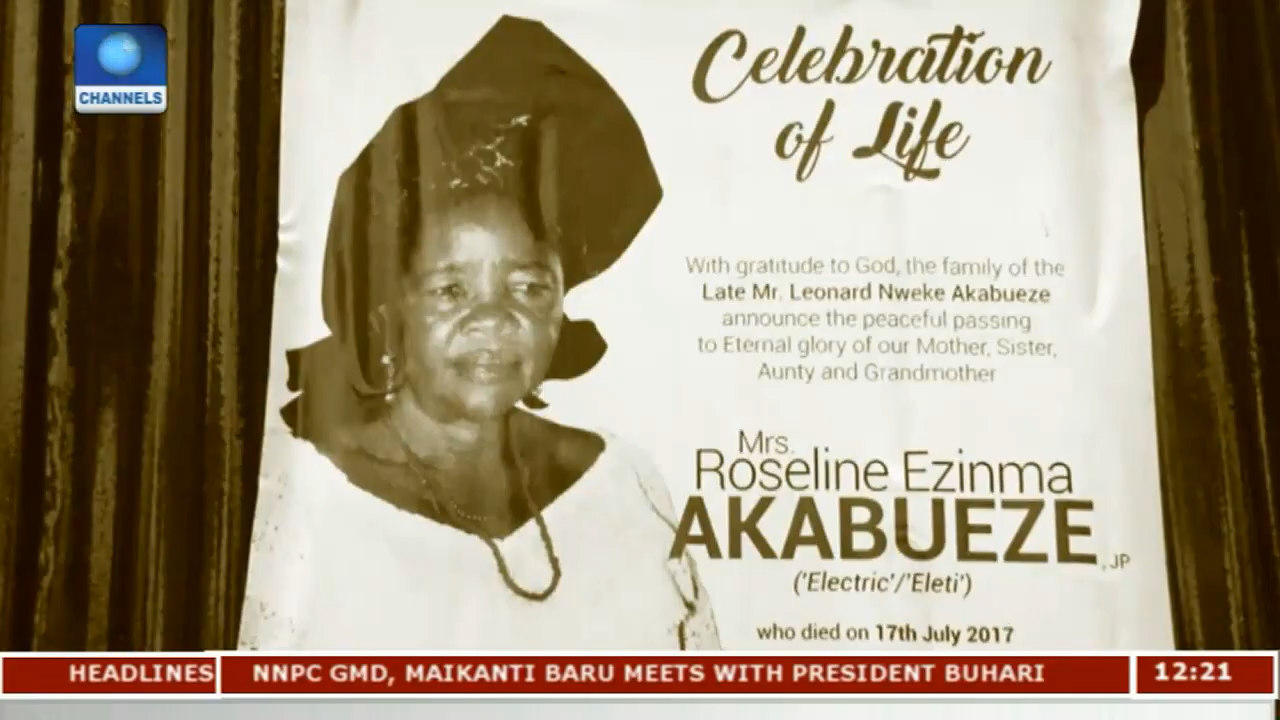 CHANNELS
Celebration
of Life
With gratitude to God, the family of the
Late Mr. Leonard Nweke Akabueze
announce the peaceful passing
to Eternal glory of our Mother, Sister,
Aunty and Grandmother
Mrs.
Roseline Ezinma
AKABUEZE, JP
('Electric'/'Eleti')
who died on 17th July 2017
HEADLINES NNPC GMD, MAIKANTI BARU MEETS WITH PRESIDENT BUHARI 12:21